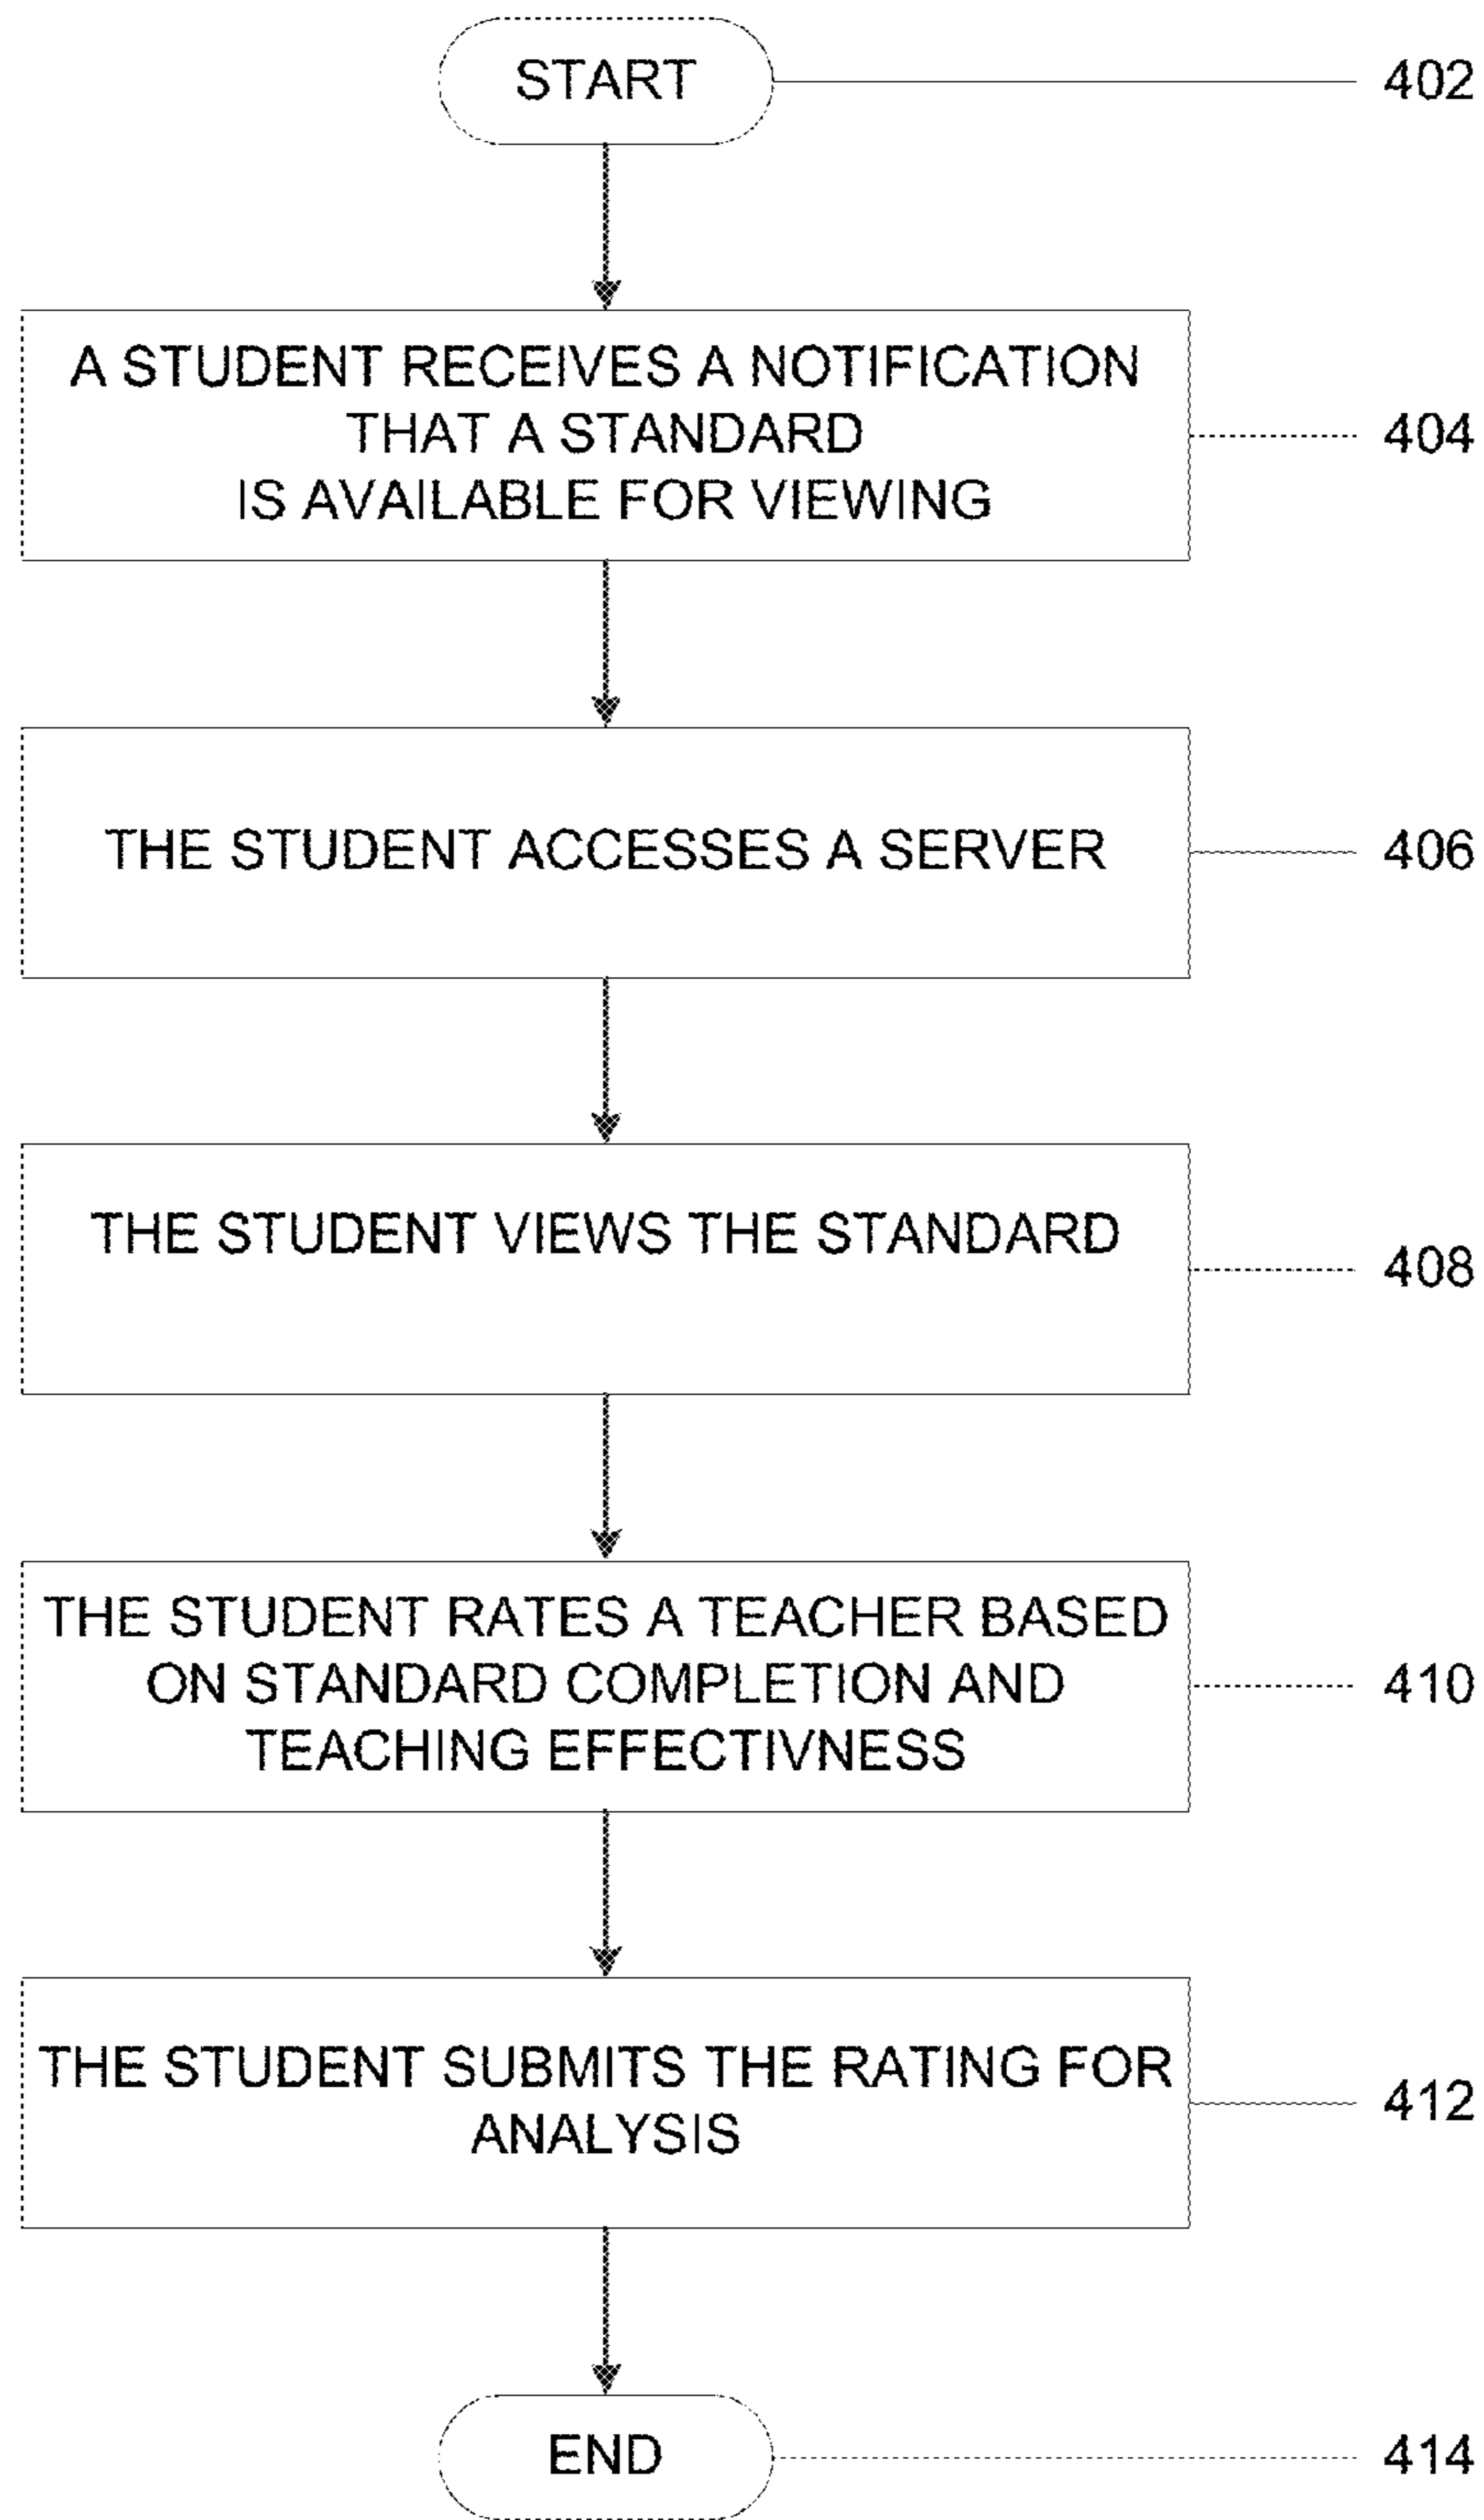 START
402
A STUDENT RECEIVES A NOTIFICATION
THAT A STANDARD
404
IS AVAILABLE FOR VIEWING
THE STUDENT ACCESSES A SERVER
406
THE STUDENT VIEWS THE STANDARD
408
THE STUDENT RATES A TEACHER BASED
ON STANDARD COMPLETION AND
410
TEACHING EFFECTIVNESS
THE STUDENT SUBMITS THE RATING FOR
412
ANALYSIS
END
414